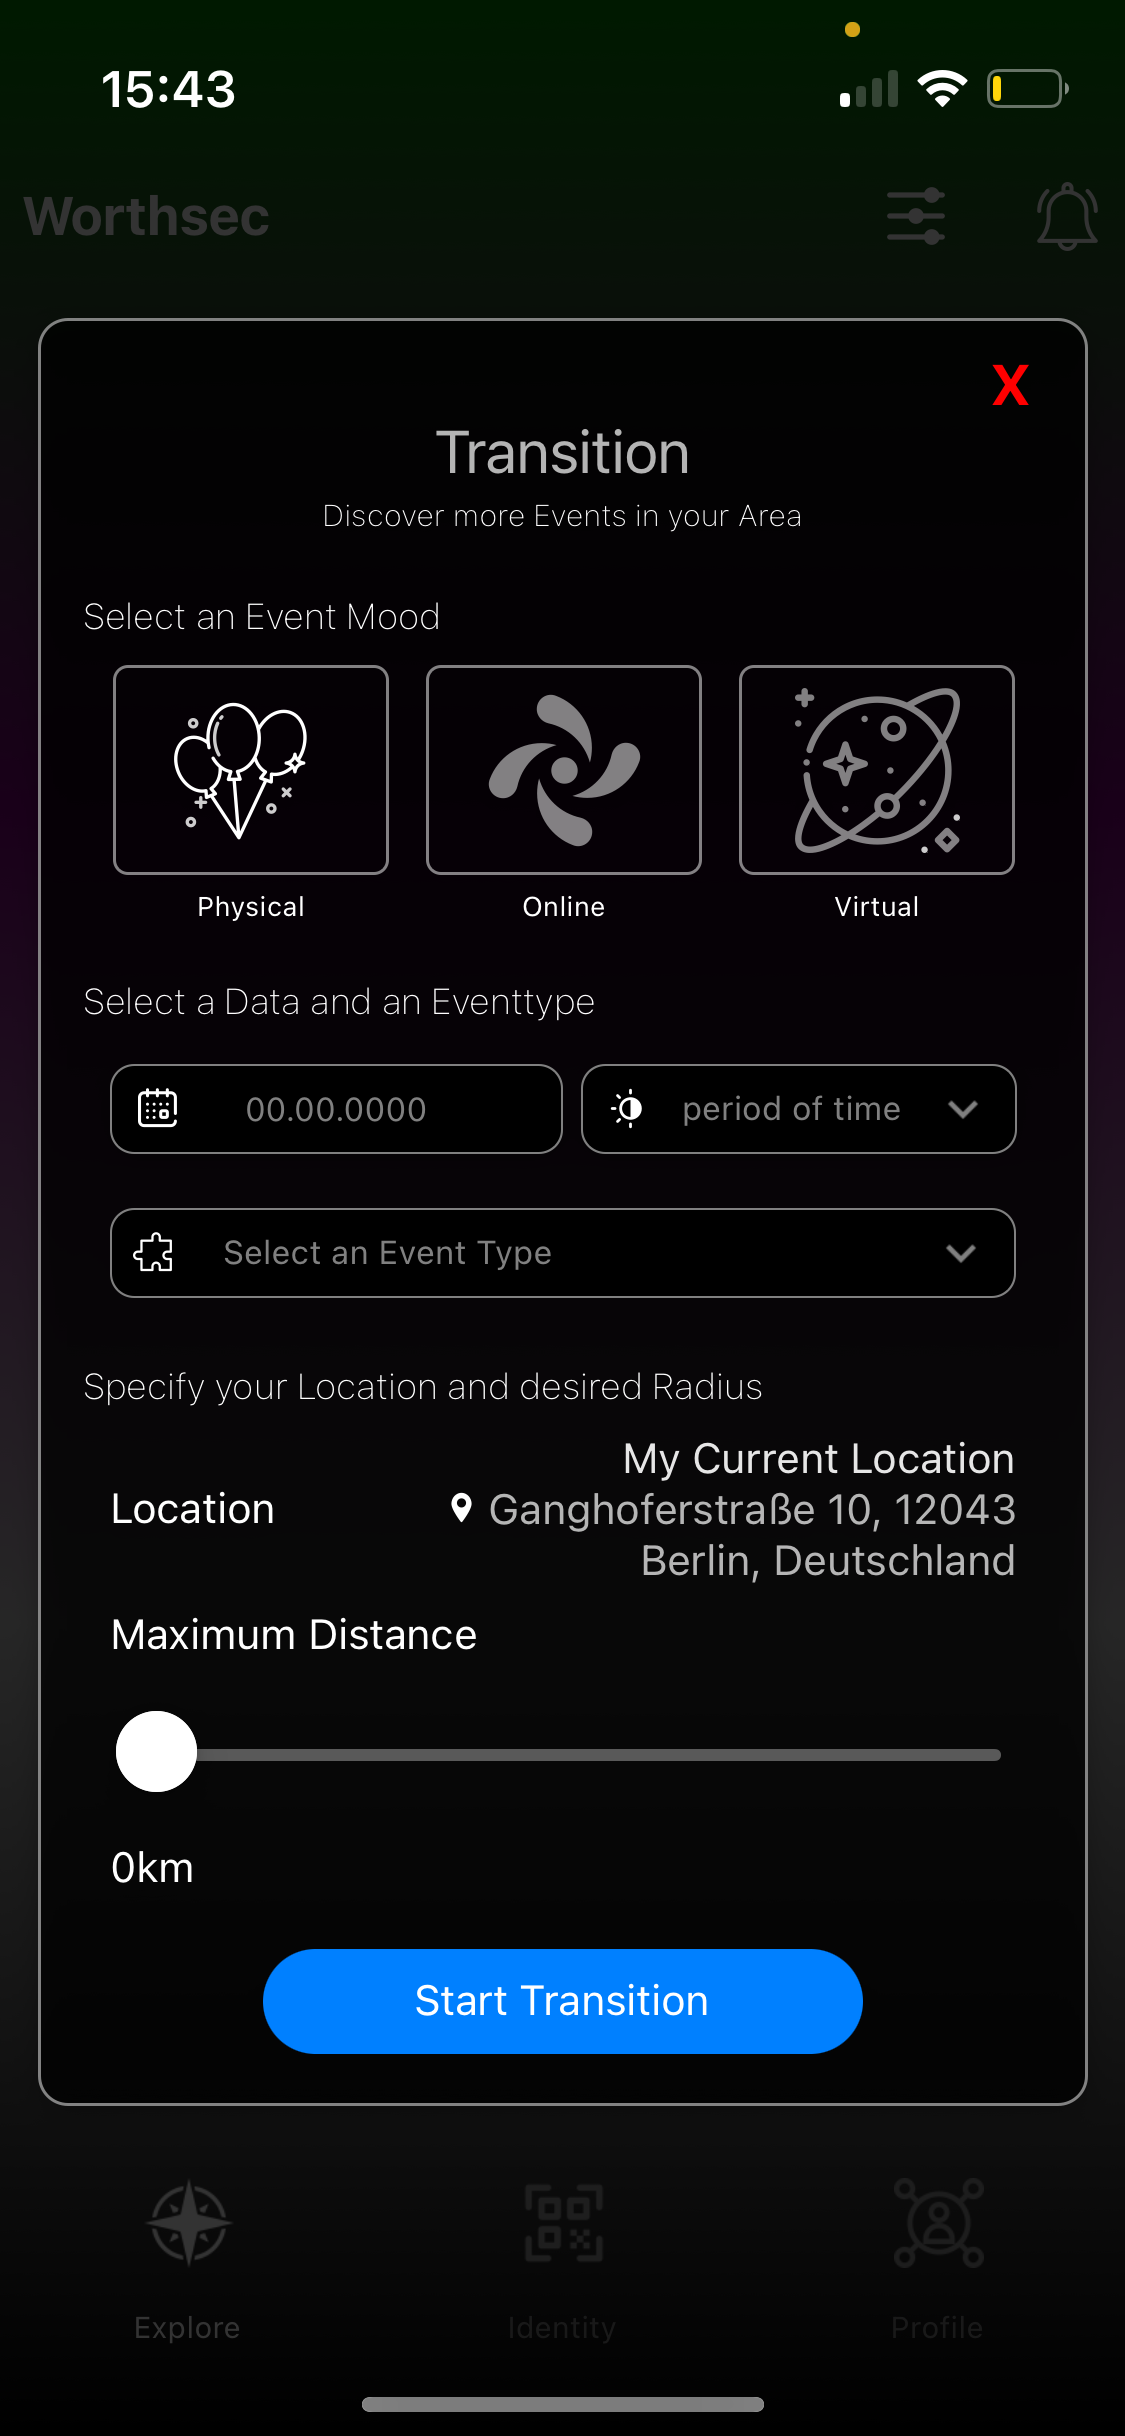 15:43
Worthsec
X
Transition
Discover more Events in your Area
Select an Event Mood
Physical
Online
Virtual
Select a Data and an Eventtype
00.00.0000
period of time
Select an Event Type
Specify your Location and desired Radius
My Current Location
Location
Ganghoferstraße 10, 12043
Berlin, Deutschland
Maximum Distance
0km
Start Transition
Explore
Identity
Profile